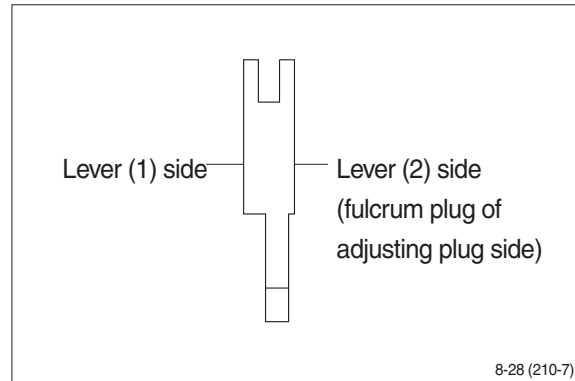 Lever (1) side
Lever (2) side
(fulcrum plug of
adjusting plug side)
8-28 (210-7)